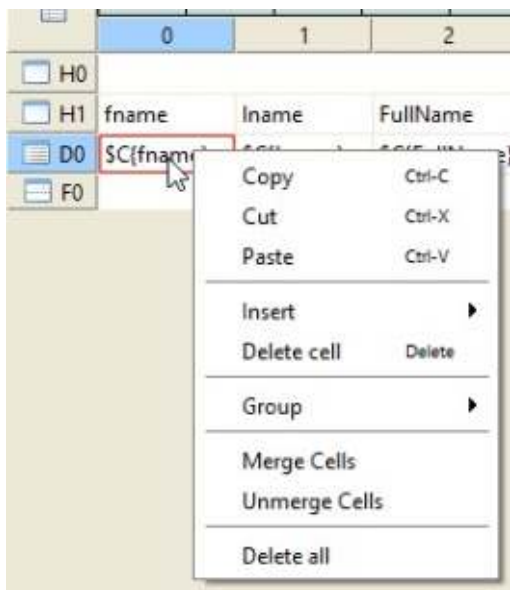 0 1 2
H0
H1 fname lname FullName
D0 $C{fname}
F0
Copy Ctrl-C
Cut Ctrl-X
Paste Ctrl-V
Insert
Delete cell Delete
Group
Merge Cells
Unmerge Cells
Delete all